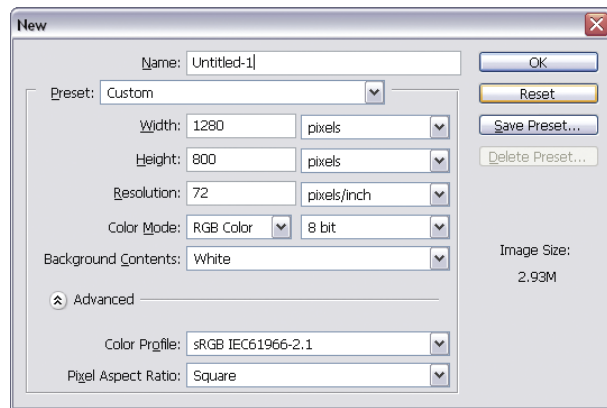 New
Name: Untitled-1
OK
Preset: Custom
Reset
Width: 1280 pixels
Save Preset...
Height: 800 pixels
Delete Preset...
Resolution: 72 pixels/inch
Color Mode: RGB Color 8 bit
Background Contents: White
Image Size:
2.93M
Advanced
Color Profile: sRGB IEC61966-2.1
Pixel Aspect Ratio: Square